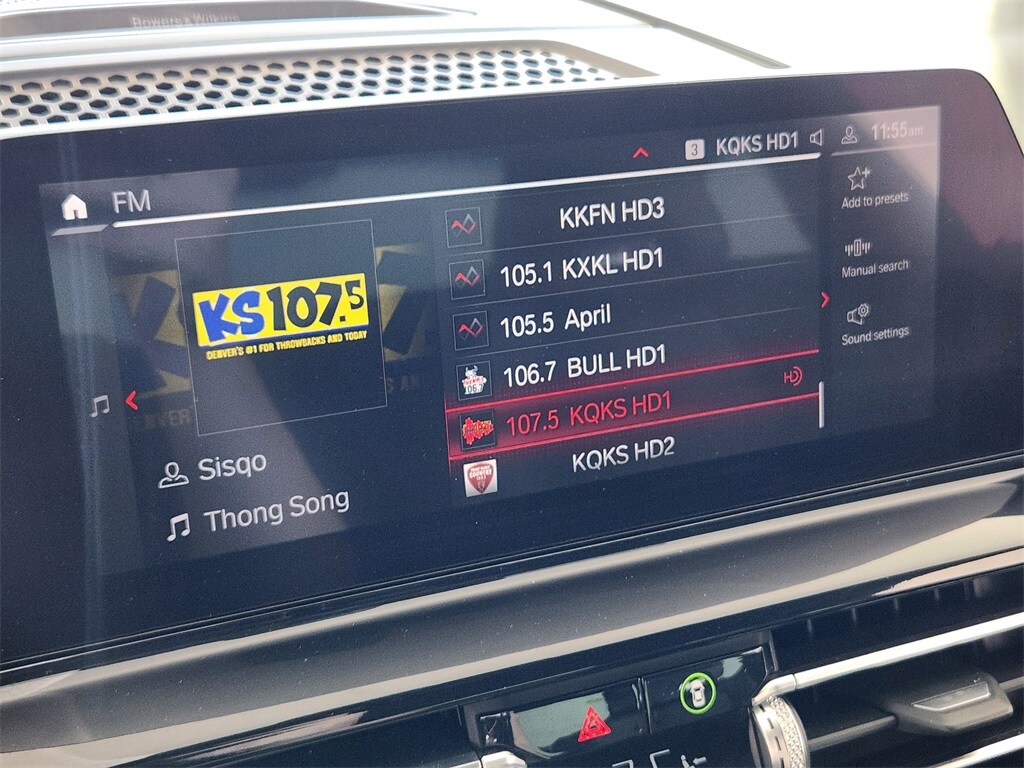 Bowers & Wilkins
FM
3 KQKS HD1
11:55am
KS107.5
DENVER'S #1 FOR THROWBACKS AND TODAY
Sisqo
Thong Song
KKFN HD3
105.1 KXKL HD1
105.5 April
106.7 BULL HD1
107.5 KQKS HD1
HD
KQKS HD2
Add to presets
Manual search
Sound settings